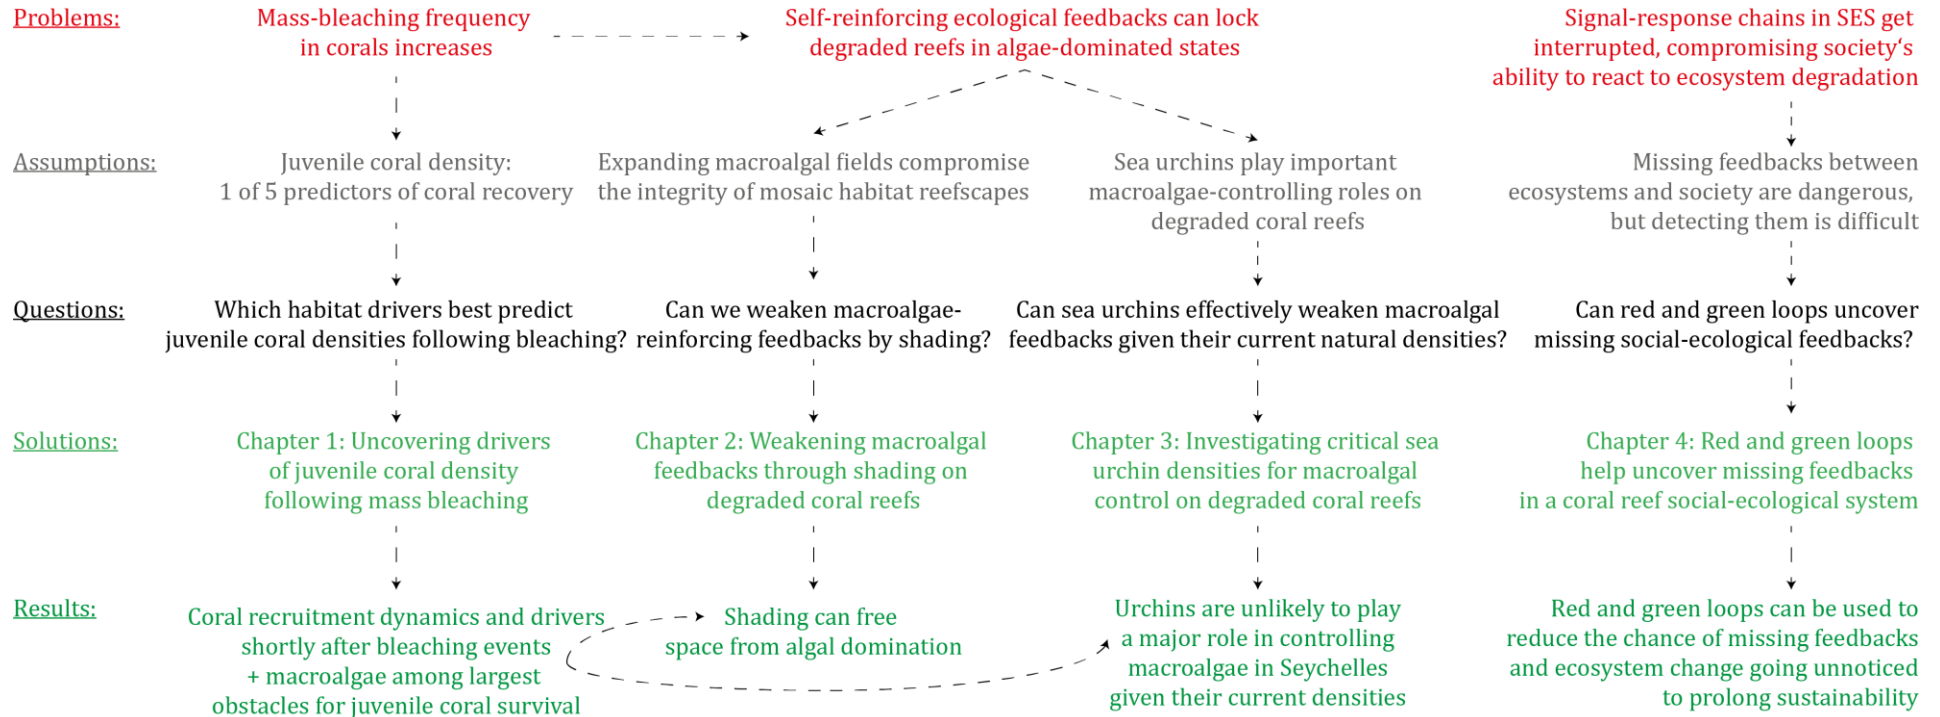 Problems:
Mass-bleaching frequency
in corals increases
Self-reinforcing ecological feedbacks can lock
degraded reefs in algae-dominated states
Signal-response chains in SES get
interrupted, compromising society‘s
ability to react to ecosystem degradation
Assumptions:
Juvenile coral density:
1 of 5 predictors of coral recovery
Expanding macroalgal fields compromise
the integrity of mosaic habitat reefscapes
Sea urchins play important
macroalgae-controlling roles on
degraded coral reefs
Missing feedbacks between
ecosystems and society are dangerous,
but detecting them is difficult
Questions:
Which habitat drivers best predict
juvenile coral densities following bleaching?
Can we weaken macroalgae-
reinforcing feedbacks by shading?
Can sea urchins effectively weaken macroalgal
feedbacks given their current natural densities?
Can red and green loops uncover
missing social-ecological feedbacks?
Solutions:
Chapter 1: Uncovering drivers
of juvenile coral density
following mass bleaching
Chapter 2: Weakening macroalgal
feedbacks through shading on
degraded coral reefs
Chapter 3: Investigating critical sea
urchin densities for macroalgal
control on degraded coral reefs
Chapter 4: Red and green loops
help uncover missing feedbacks
in a coral reef social-ecological system
Results:
Coral recruitment dynamics and drivers
shortly after bleaching events
+ macroalgae among largest
obstacles for juvenile coral survival
Shading can free
space from algal domination
Urchins are unlikely to play
a major role in controlling
macroalgae in Seychelles
given their current densities
Red and green loops can be used to
reduce the chance of missing feedbacks
and ecosystem change going unnoticed
to prolong sustainability